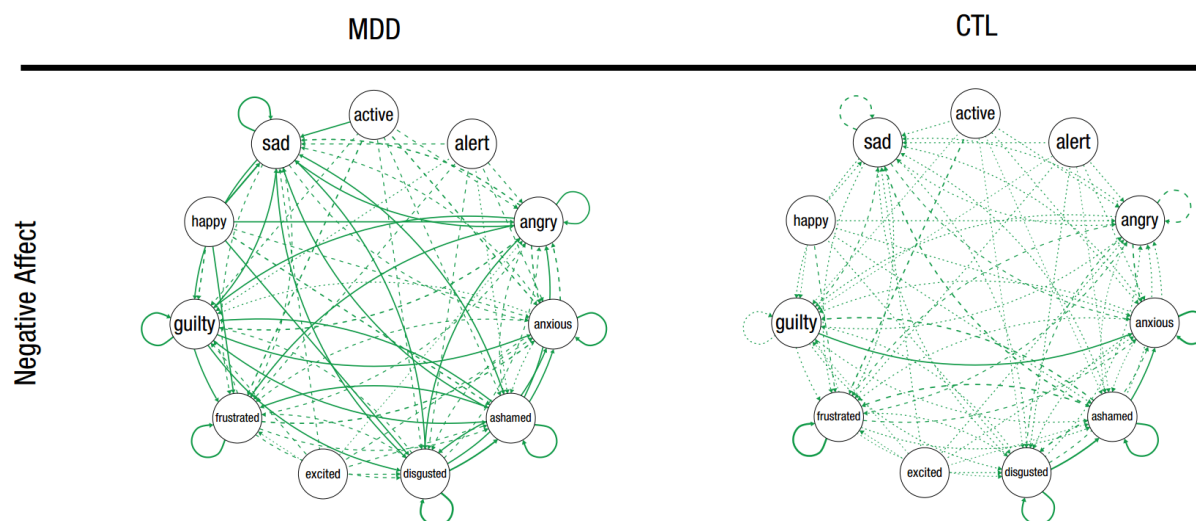 MDD
CTL
Negative Affect
active
sad
alert
happy
angry
guilty
anxious
frustrated
ashamed
excited
disgusted
active
sad
alert
happy
angry
guilty
anxious
frustrated
ashamed
excited
disgusted